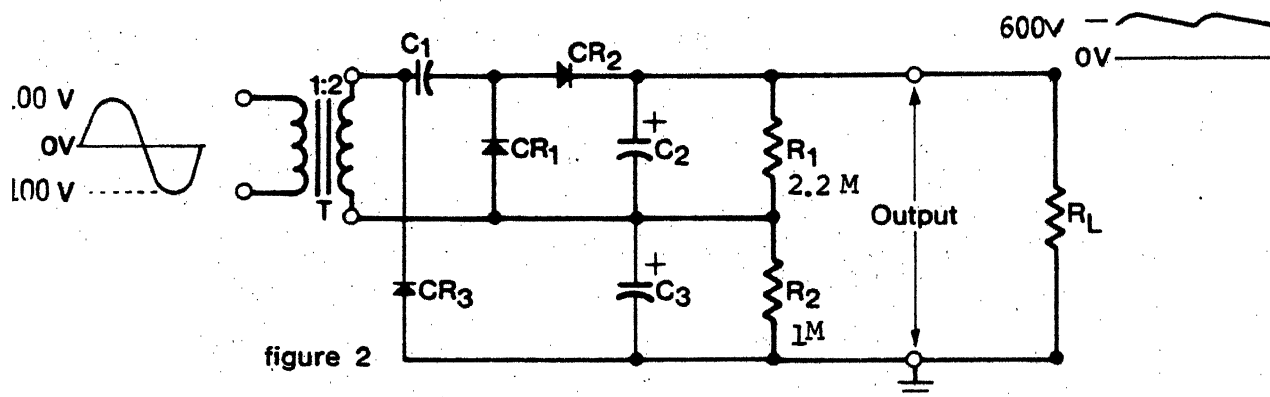 600V
0V
.00 V
0V
100 V
1:2
T
C1
CR2
CR1
C2
R1
2.2 M
Output
RL
CR3
C3
R2
1M
figure 2